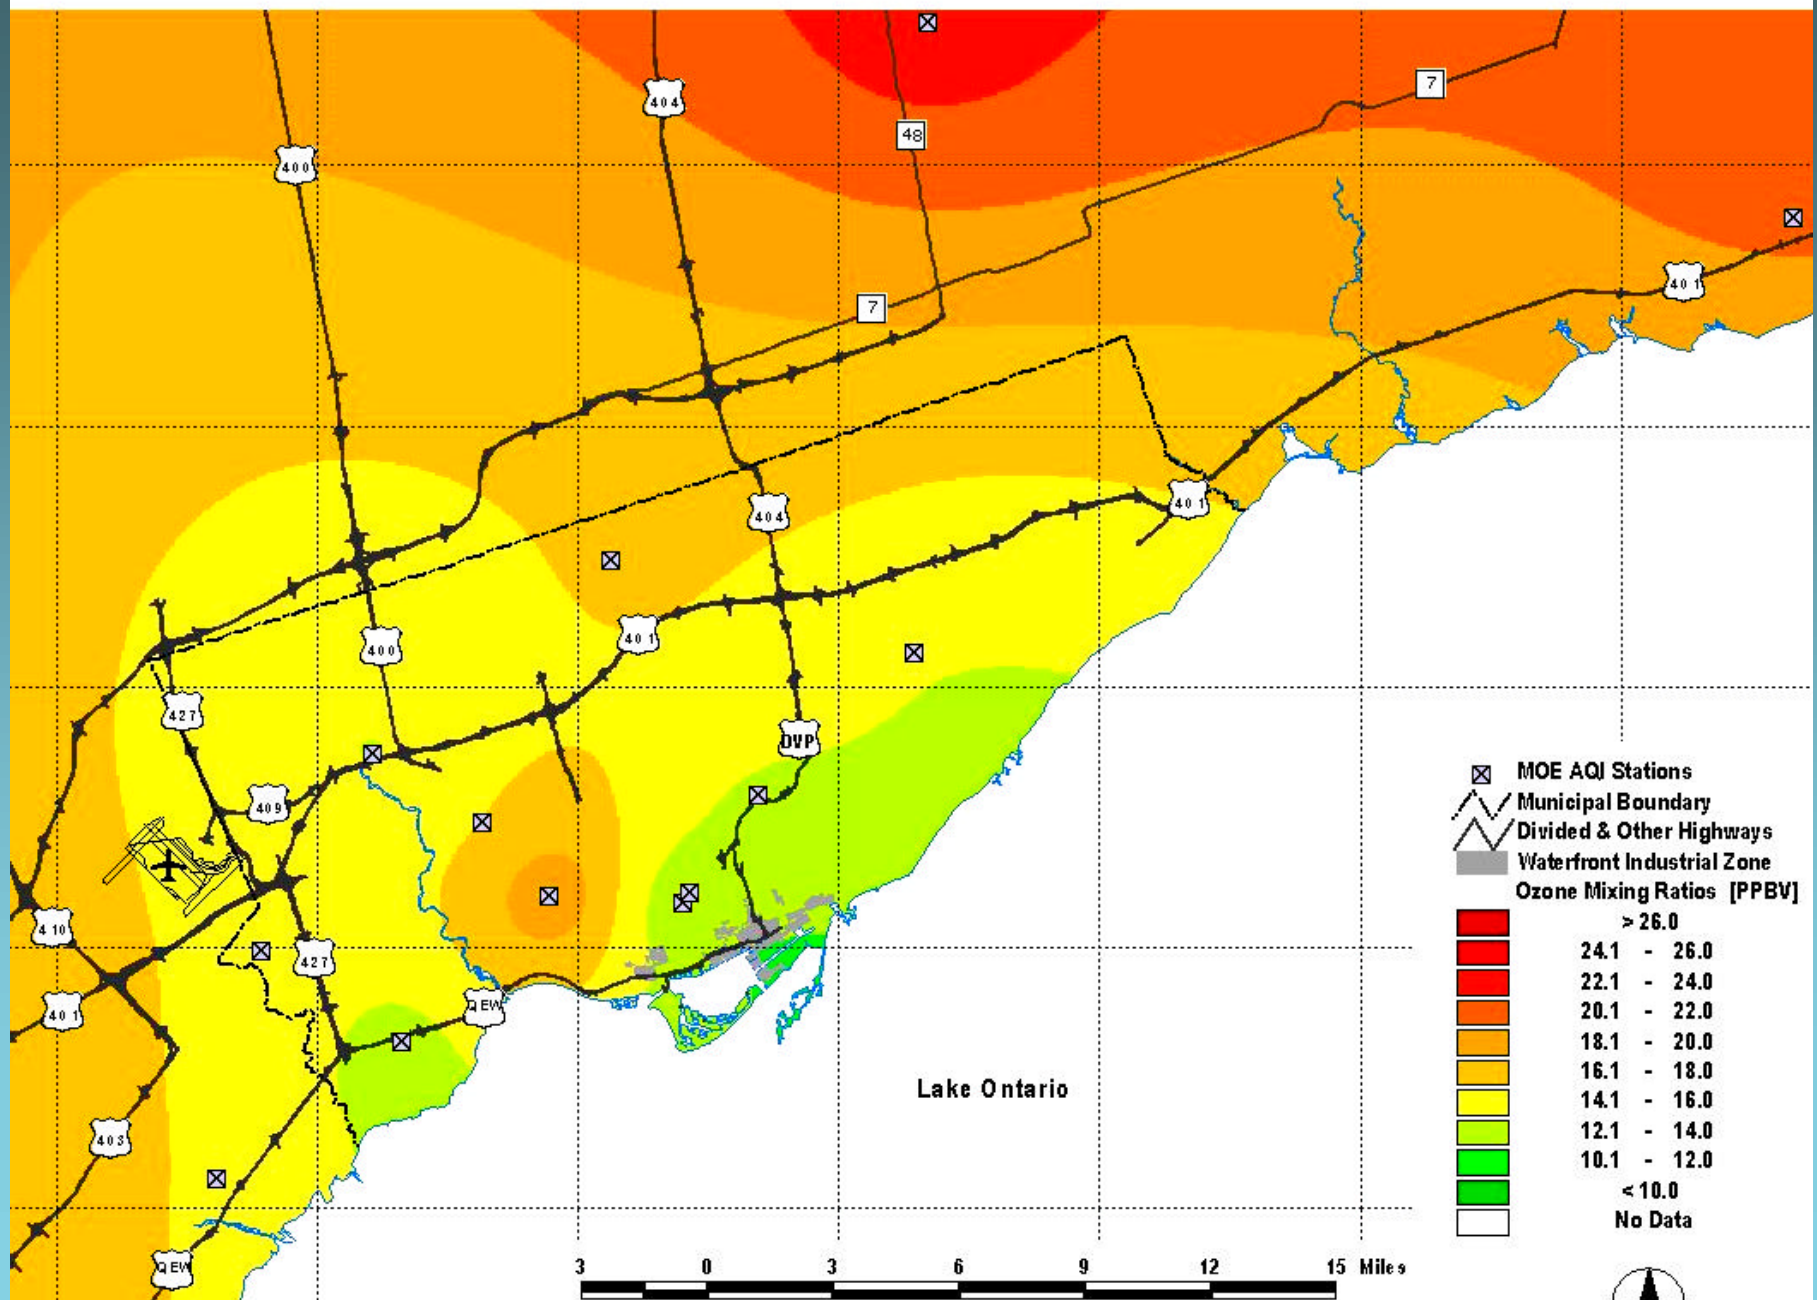 404
7
48
400
401
7
401
404
401
400
427
DVP
409
410
427
401
QEW
403
QEW
Lake Ontario
MOE AQI Stations
Municipal Boundary
Divided & Other Highways
Waterfront Industrial Zone
Ozone Mixing Ratios [PPBV]
> 26.0
24.1 - 26.0
22.1 - 24.0
20.1 - 22.0
18.1 - 20.0
16.1 - 18.0
14.1 - 16.0
12.1 - 14.0
10.1 - 12.0
< 10.0
No Data
3 0 3 6 9 12 15 Miles